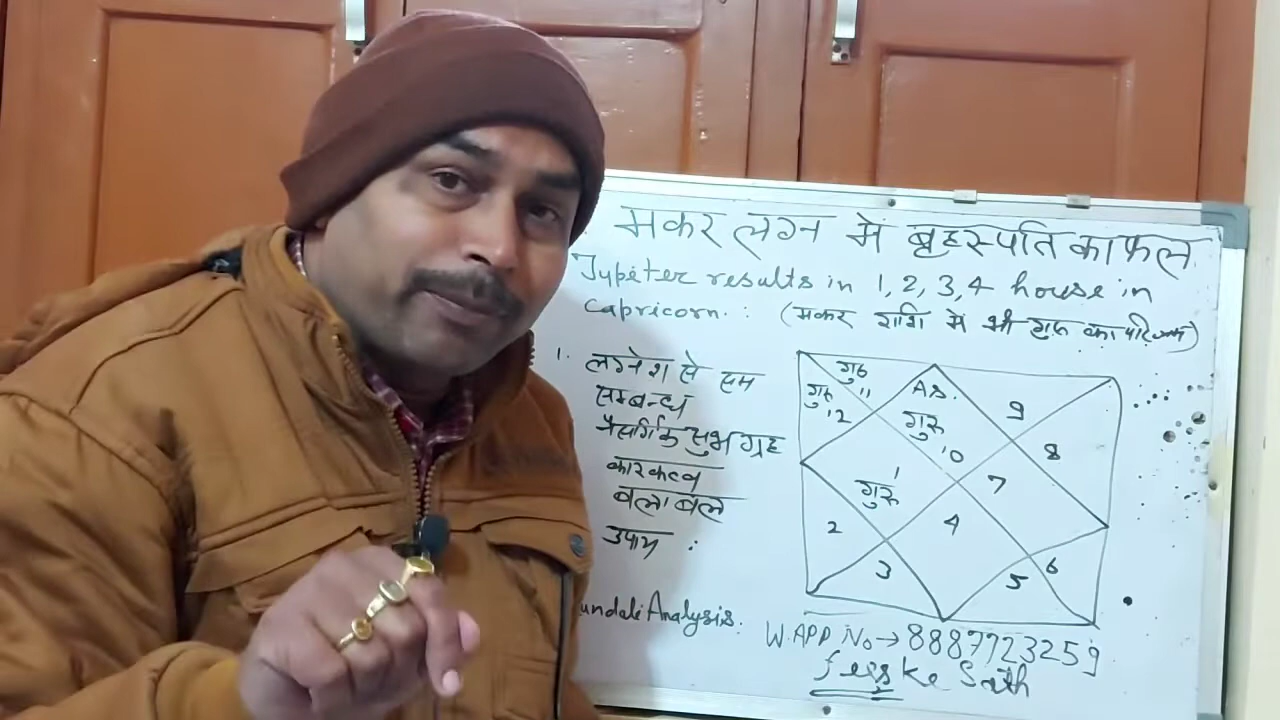 मकर लग्न में बृहस्पति का फल
Jupiter results in 1, 2, 3, 4 house in
Capricorn. : (मकर राशि में भी गुरु का परिणाम)
1. लग्नेश से सम
सम्बन्ध
नैसर्गिक शुभ ग्रह
कारकत्व
बलाबल
उपाय :
गुरु 11
गुरु 12
AS.
गुरु
10
9
8
1
गुरु
7
2
4
3
5
6
undali Analysis.
W.APP No → 8887723259
fees ke Sath